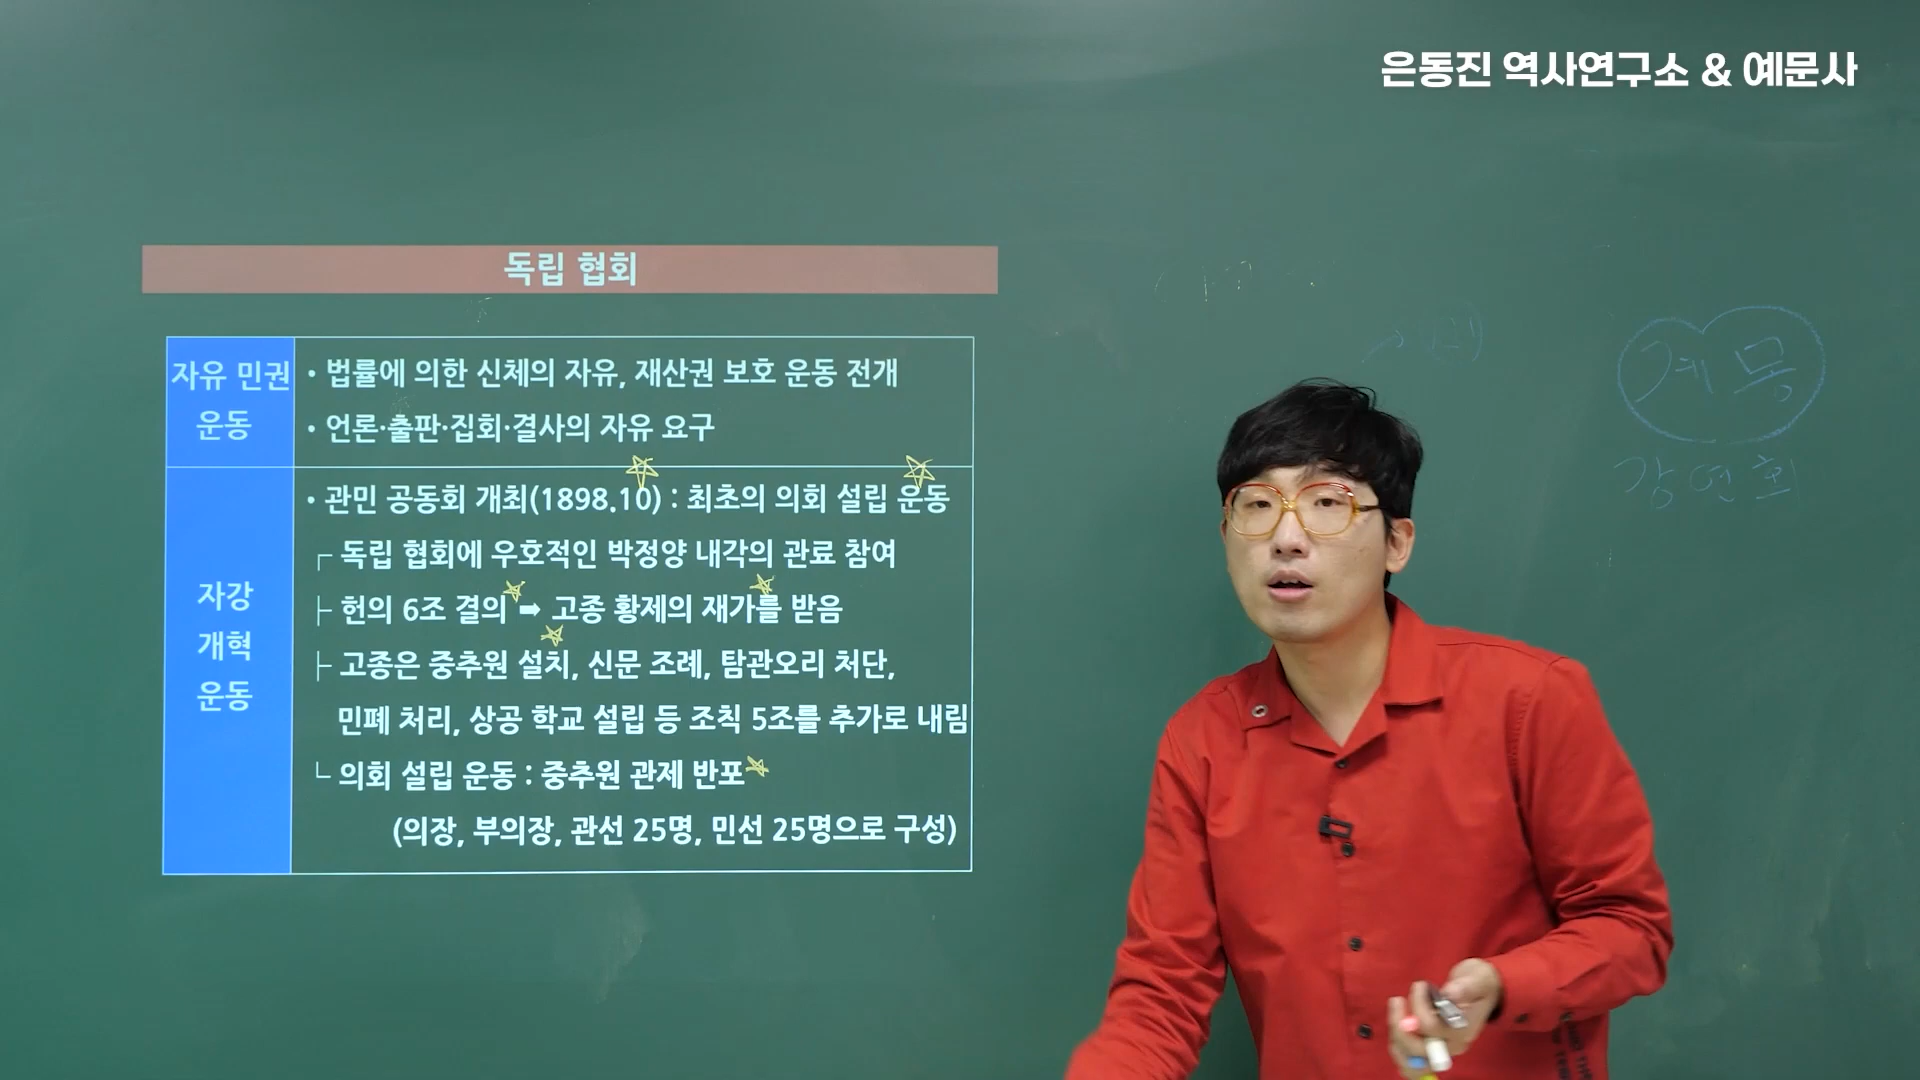 은동진 역사연구소 & 예문사
독립 협회
자유 민권
운동
• 법률에 의한 신체의 자유, 재산권 보호 운동 전개
• 언론·출판·집회·결사의 자유 요구
자강
개혁
운동
• 관민 공동회 개최(1898.10) : 최초의 의회 설립 운동
┌ 독립 협회에 우호적인 박정양 내각의 관료 참여
├ 헌의 6조 결의 ➡ 고종 황제의 재가를 받음
├ 고종은 중추원 설치, 신문 조례, 탐관오리 처단,
민폐 처리, 상공 학교 설립 등 조칙 5조를 추가로 내림
└ 의회 설립 운동 : 중추원 관제 반포
(의장, 부의장, 관선 25명, 민선 25명으로 구성)
계몽
강연회